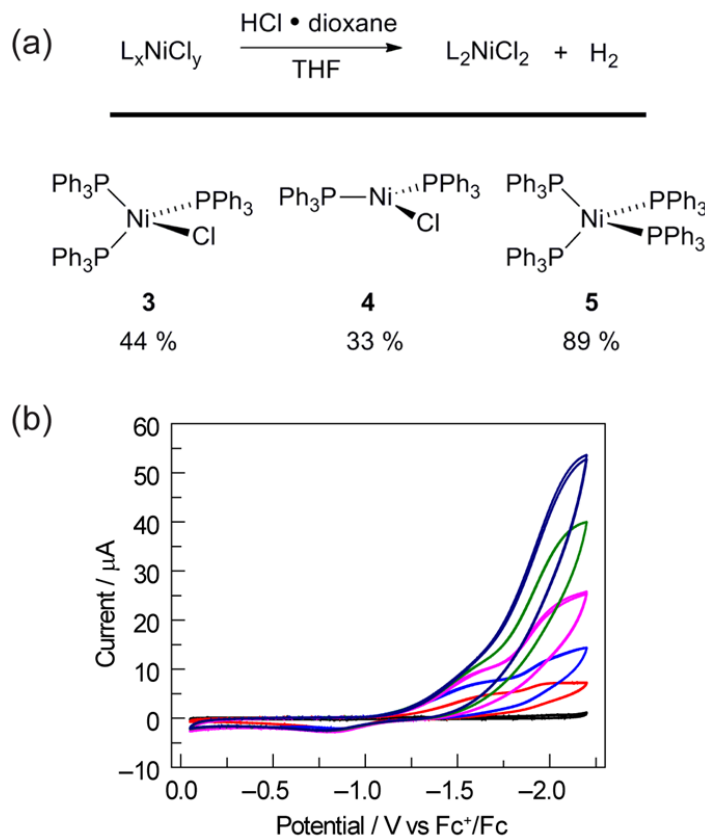 (a)
HCl • dioxane
LxNiCly
L2NiCl2 + H2
THF
Ph3P
Ni
PPh3
Cl
Ph3P
Ph3P
Ni
PPh3
Cl
Ph3P
Ni
PPh3
PPh3
Ph3P
3 4 5
44 % 33 % 89 %
(b)
60
50
40
30
20
10
0
–10
Current / μA
0.0 –0.5 –1.0 –1.5 –2.0
Potential / V vs Fc⁺/Fc